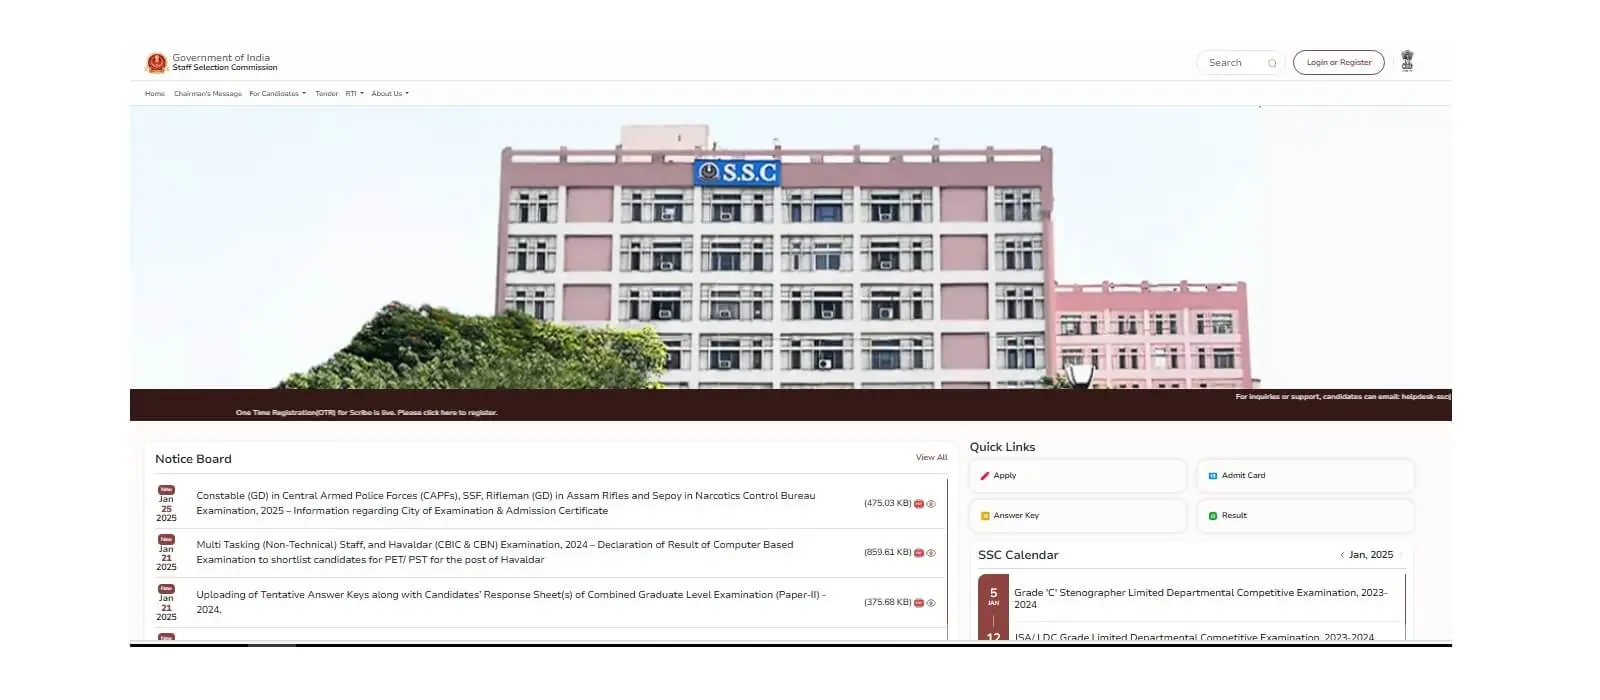 Government of India
Staff Selection Commission
Search
Login or Register
Home Chairman's Message For Candidates Tender RTI About Us
S.S.C
For inquiries or support, candidates can email: helpdesk-ssc
One Time Registration(OTR) for Scribe is live. Please click here to register.
Notice Board
View All
New
Jan
25
2025
Constable (GD) in Central Armed Police Forces (CAPFs), SSF, Rifleman (GD) in Assam Rifles and Sepoy in Narcotics Control Bureau
Examination, 2025 – Information regarding City of Examination & Admission Certificate
(475.03 KB)
New
Jan
21
2025
Multi Tasking (Non-Technical) Staff, and Havaldar (CBIC & CBN) Examination, 2024 – Declaration of Result of Computer Based
Examination to shortlist candidates for PET/ PST for the post of Havaldar
(859.61 KB)
New
Jan
21
2025
Uploading of Tentative Answer Keys along with Candidates' Response Sheet(s) of Combined Graduate Level Examination (Paper-II) -
2024.
(375.68 KB)
New
Quick Links
Apply
Admit Card
Answer Key
Result
SSC Calendar
Jan, 2025
5
JAN
Grade 'C' Stenographer Limited Departmental Competitive Examination, 2023-
2024
12
JSA/ LDC Grade Limited Departmental Competitive Examination, 2023-2024